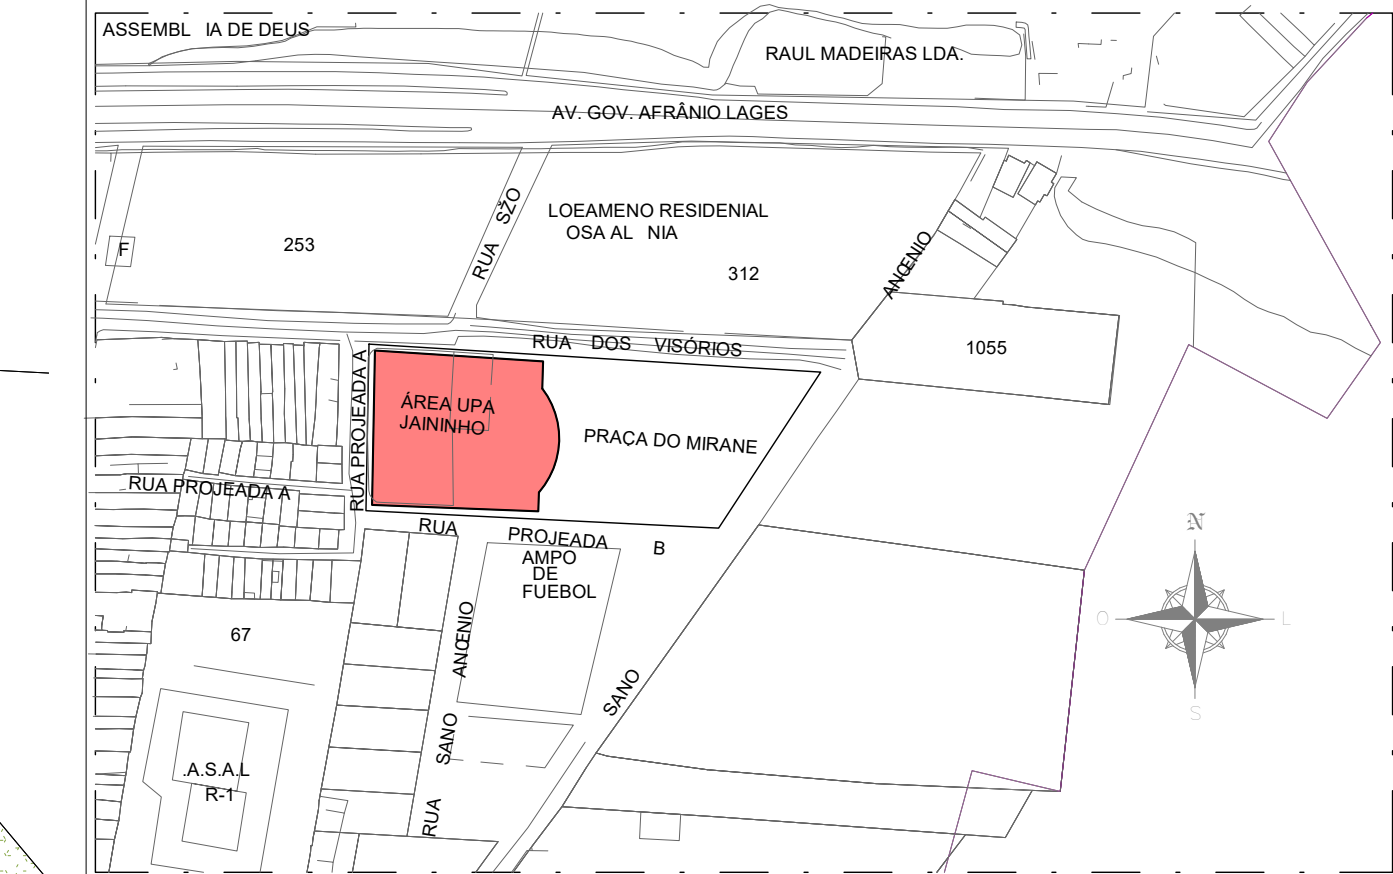 ASSEMBL IA DE DEUS
RAUL MADEIRAS LDA.
AV. GOV. AFRÂNIO LAGES
RUA SŽO
LOEAMENO RESIDENIAL
OSA AL NIA
F
253
312
ANŒNIO
RUA DOS VISÓRIOS
1055
RUA PROJEADA A
ÁREA UPA
JAININHO
PRAÇA DO MIRANE
RUA PROJEADA A
RUA PROJEADA B
AMPO
DE
FUEBOL
N
O
L
S
67
RUA SANO ANŒNIO
SANO
.A.S.A.L
R-1